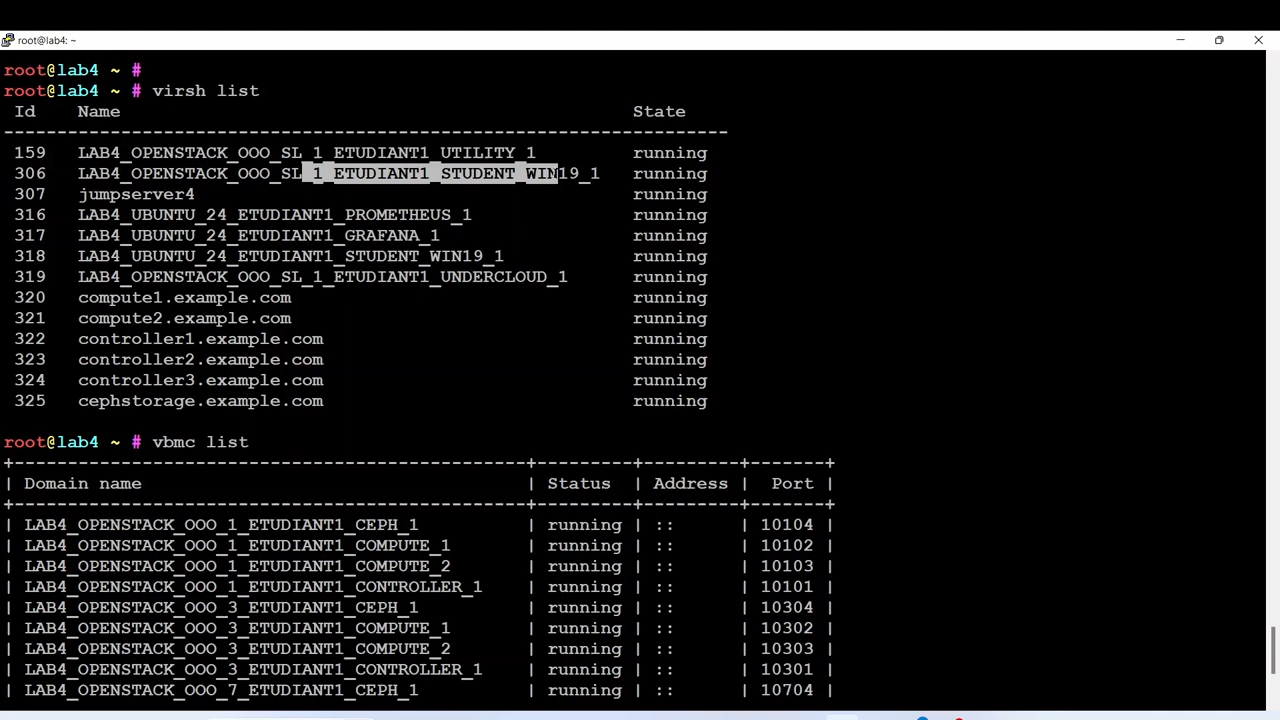 root@lab4: ~
root@lab4 ~ #
root@lab4 ~ # virsh list
Id Name State
--------------------------------------------------------------------
159 LAB4_OPENSTACK_OOO_SL_1_ETUDIANT1_UTILITY_1 running
306 LAB4_OPENSTACK_OOO_SL_1_ETUDIANT1_STUDENT_WIN19_1 running
307 jumpserver4 running
316 LAB4_UBUNTU_24_ETUDIANT1_PROMETHEUS_1 running
317 LAB4_UBUNTU_24_ETUDIANT1_GRAFANA_1 running
318 LAB4_UBUNTU_24_ETUDIANT1_STUDENT_WIN19_1 running
319 LAB4_OPENSTACK_OOO_SL_1_ETUDIANT1_UNDERCLOUD_1 running
320 compute1.example.com running
321 compute2.example.com running
322 controller1.example.com running
323 controller2.example.com running
324 controller3.example.com running
325 cephstorage.example.com running
root@lab4 ~ # vbmc list
+-------------------------------------------------+---------+---------+-------+
| Domain name | Status | Address | Port |
+-------------------------------------------------+---------+---------+-------+
| LAB4_OPENSTACK_OOO_1_ETUDIANT1_CEPH_1 | running | :: | 10104 |
| LAB4_OPENSTACK_OOO_1_ETUDIANT1_COMPUTE_1 | running | :: | 10102 |
| LAB4_OPENSTACK_OOO_1_ETUDIANT1_COMPUTE_2 | running | :: | 10103 |
| LAB4_OPENSTACK_OOO_1_ETUDIANT1_CONTROLLER_1 | running | :: | 10101 |
| LAB4_OPENSTACK_OOO_3_ETUDIANT1_CEPH_1 | running | :: | 10304 |
| LAB4_OPENSTACK_OOO_3_ETUDIANT1_COMPUTE_1 | running | :: | 10302 |
| LAB4_OPENSTACK_OOO_3_ETUDIANT1_COMPUTE_2 | running | :: | 10303 |
| LAB4_OPENSTACK_OOO_3_ETUDIANT1_CONTROLLER_1 | running | :: | 10301 |
| LAB4_OPENSTACK_OOO_7_ETUDIANT1_CEPH_1 | running | :: | 10704 |